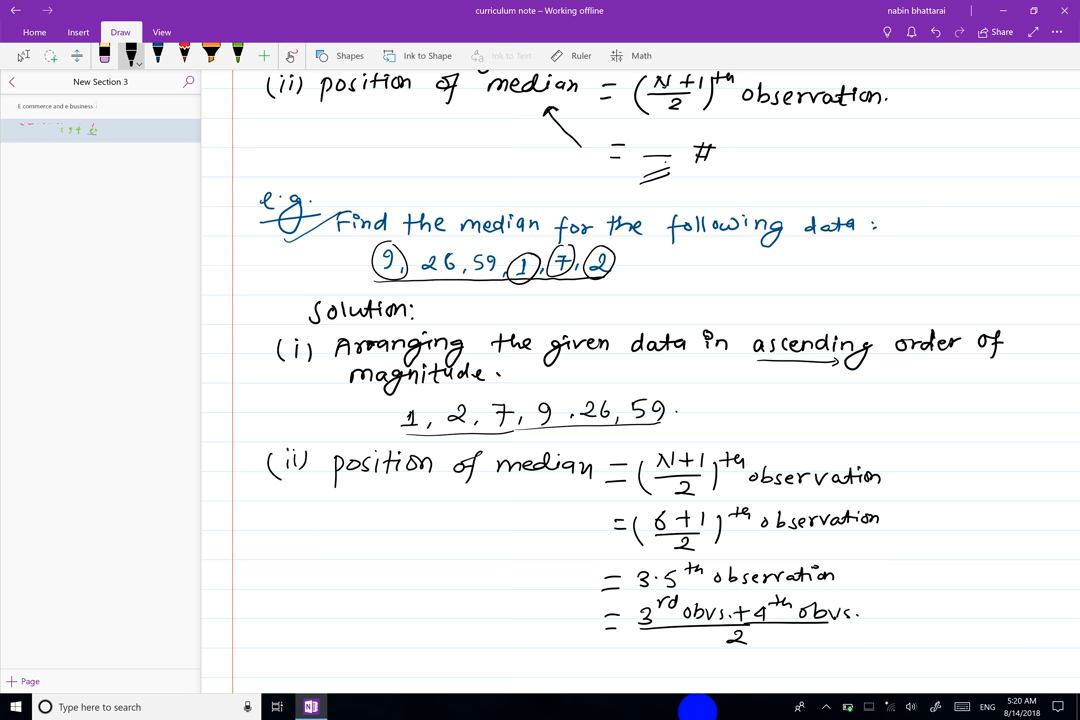 curriculum note – Working offline
nabin bhattarai
Home Insert Draw View
Share
Shapes Ink to Shape Ink to Text Ruler Math
New Section 3
E commerce and e business
(ii) position of median = (N+1/2)th observation.
= __ #
e.g.
Find the median for the following data :
9, 26, 59, 1, 7, 2
Solution:
(i) Arranging the given data in ascending order of
magnitude.
1, 2, 7, 9, 26, 59.
(ii) position of median = (N+1/2)th observation
= (6+1/2)th observation
= 3.5th observation
= 3rd obvs. + 4th obvs. / 2
+ Page
Type here to search
ENG
5:20 AM
8/14/2018